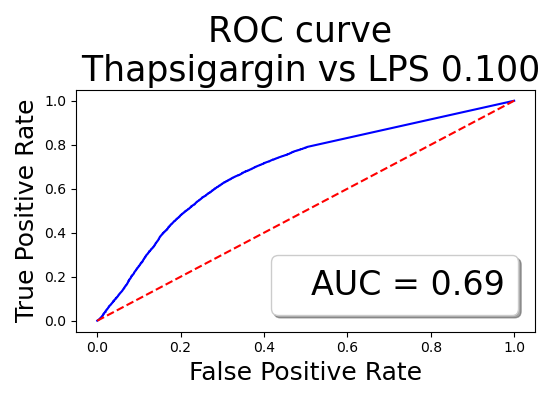 ROC curve
Thapsigargin vs LPS 0.100
True Positive Rate
1.0
0.8
0.6
0.4
0.2
0.0
AUC = 0.69
0.0 0.2 0.4 0.6 0.8 1.0
False Positive Rate